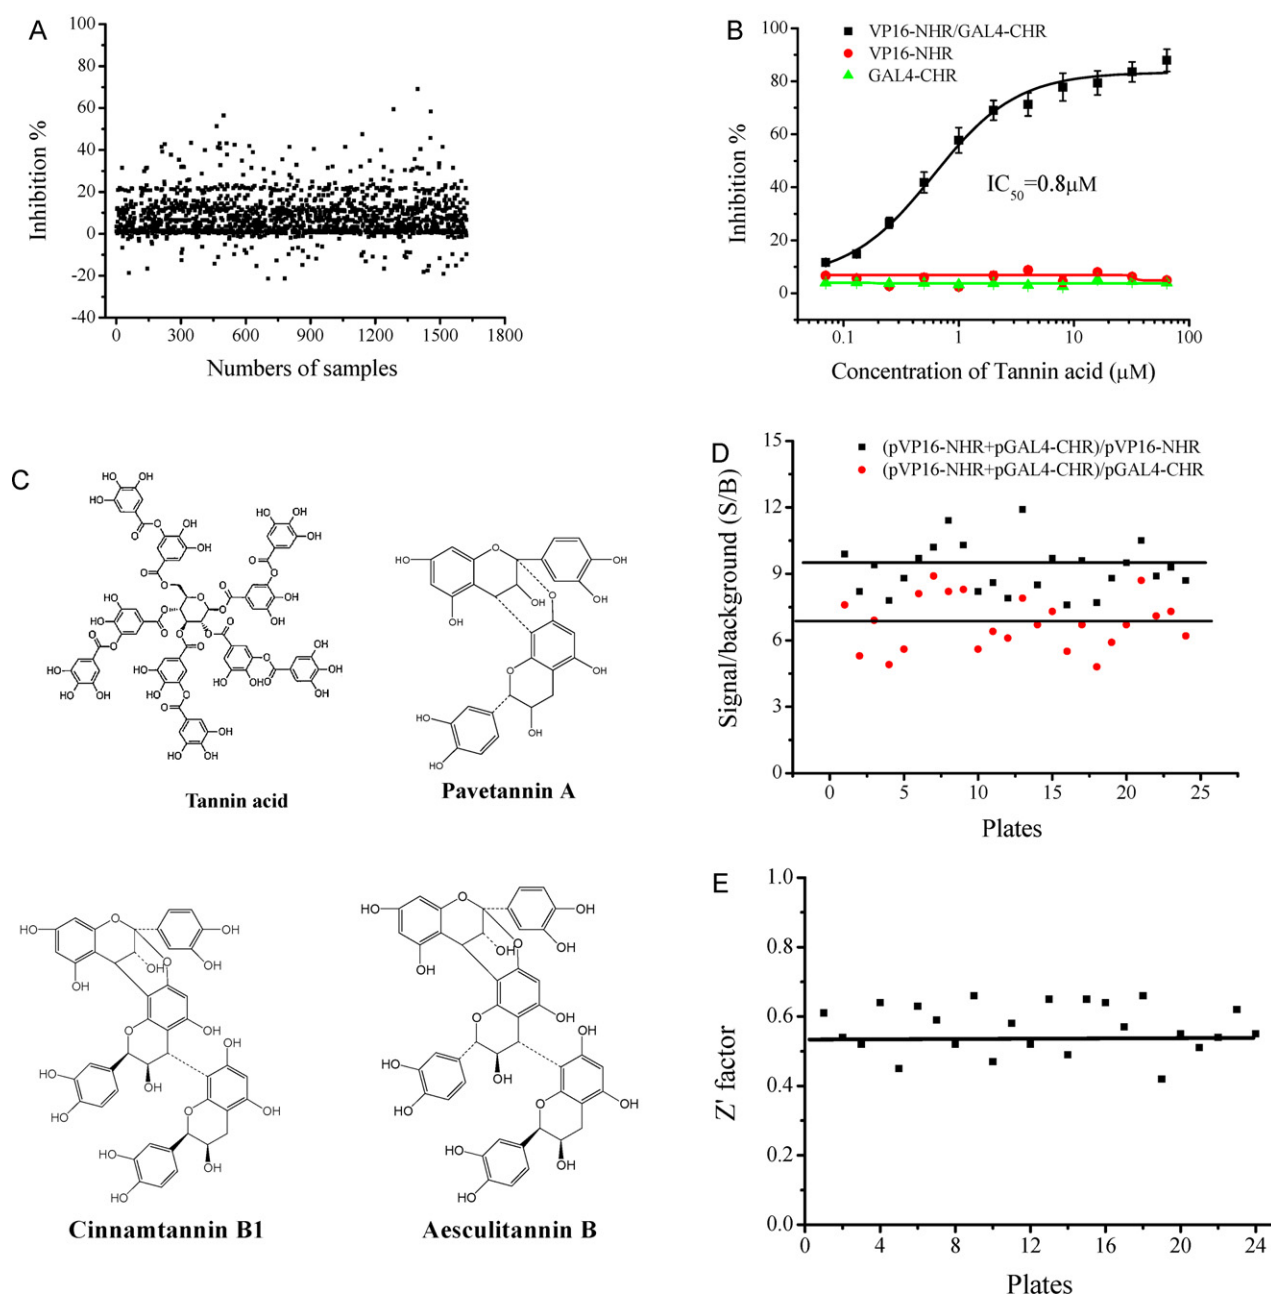 A
100
80
60
40
20
0
-20
-40
Inhibition %
0 300 600 900 1200 1500 1800
Numbers of samples
B
VP16-NHR/GAL4-CHR
VP16-NHR
GAL4-CHR
100
80
60
40
20
0
Inhibition %
IC50=0.8μM
0.1 1 10 100
Concentration of Tannin acid (μM)
C
Tannin acid
Pavetannin A
Cinnamtannin B1
Aesculitannin B
D
(pVP16-NHR+pGAL4-CHR)/pVP16-NHR
(pVP16-NHR+pGAL4-CHR)/pGAL4-CHR
15
12
9
6
3
0
Signal/background (S/B)
0 5 10 15 20 25
Plates
E
1.0
0.8
0.6
0.4
0.2
0.0
Z' factor
0 4 8 12 16 20 24
Plates